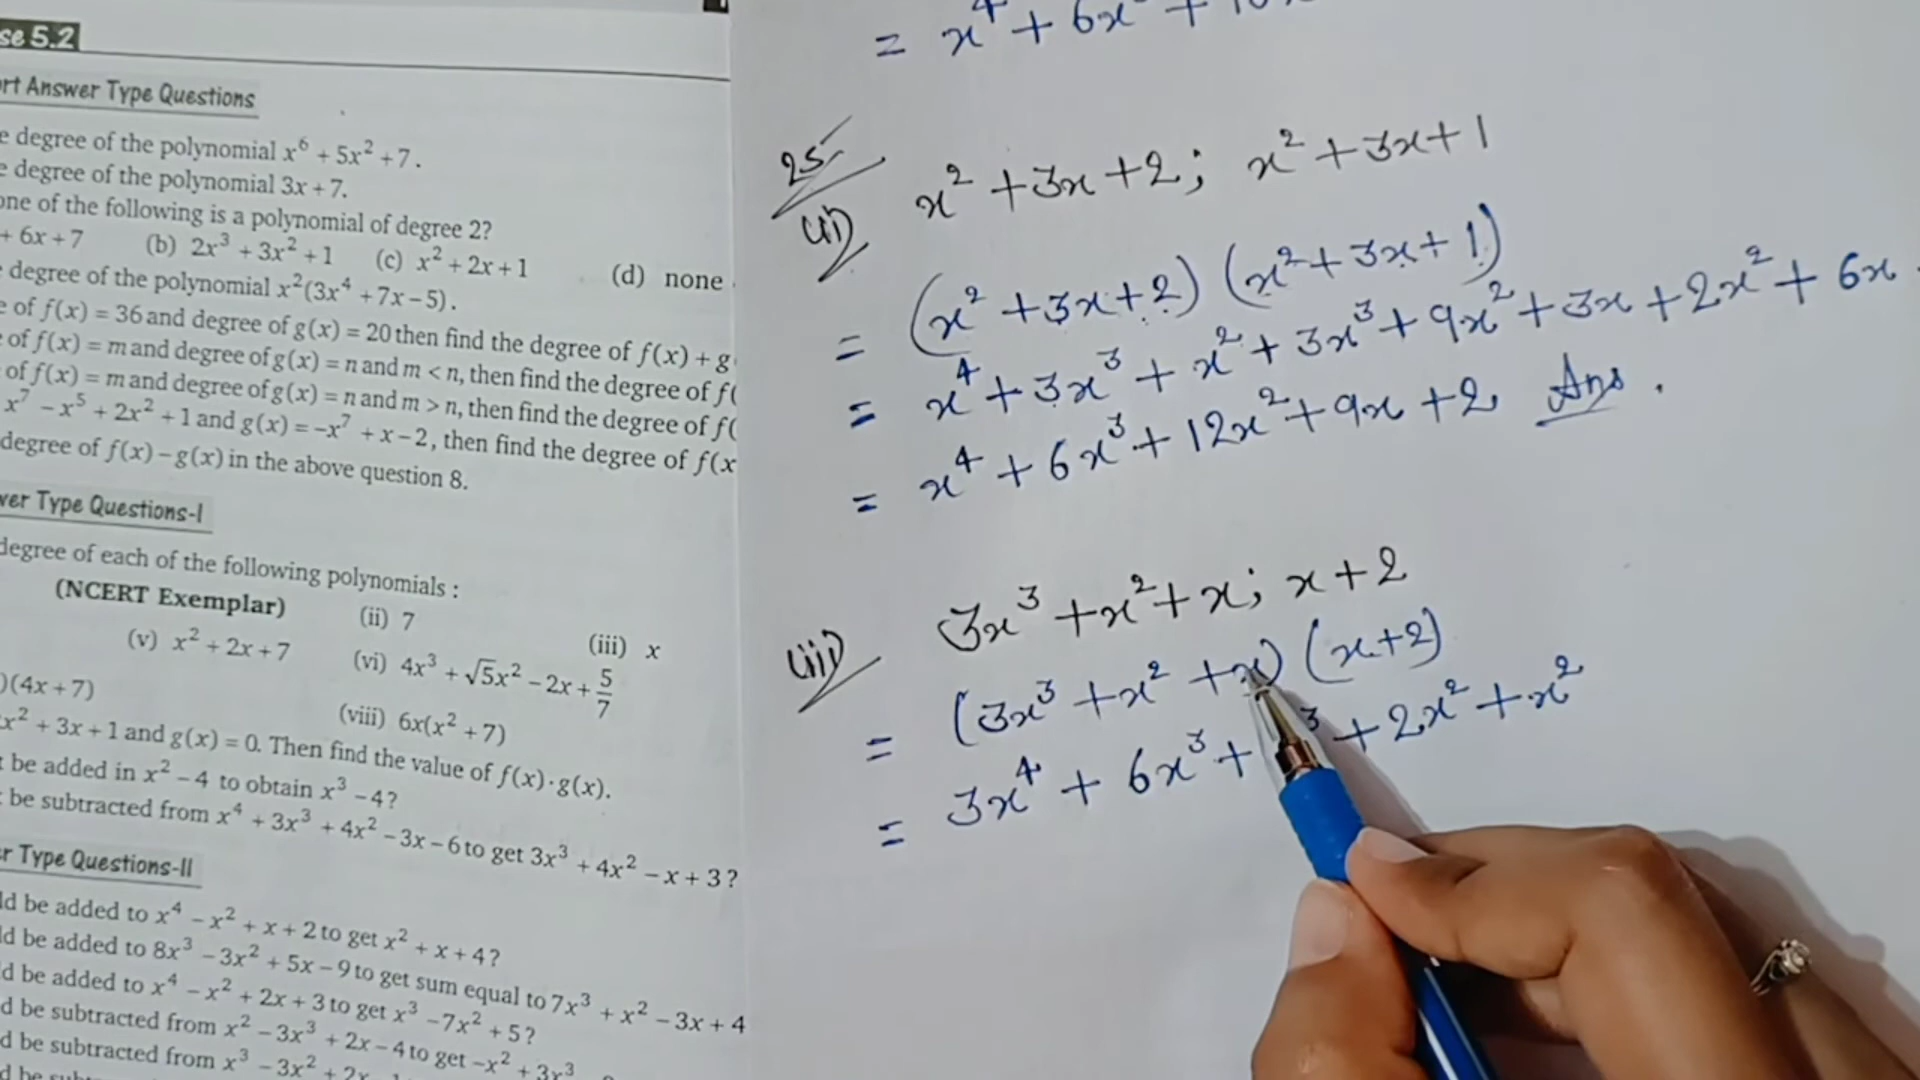 se 5.2
rt Answer Type Questions
e degree of the polynomial x⁶ + 5x² + 7.
e degree of the polynomial 3x + 7.
one of the following is a polynomial of degree 2?
+ 6x + 7 (b) 2x³ + 3x² + 1 (c) x² + 2x + 1 (d) none
degree of the polynomial x²(3x⁴ + 7x − 5).
e of f(x) = 36 and degree of g(x) = 20 then find the degree of f(x) + g
of f(x) = m and degree of g(x) = n and m < n, then find the degree of f(
of f(x) = m and degree of g(x) = n and m > n, then find the degree of f(
x⁷ − x⁵ + 2x² + 1 and g(x) = −x⁷ + x − 2, then find the degree of f(x
degree of f(x) − g(x) in the above question 8.
wer Type Questions-I
degree of each of the following polynomials :
(NCERT Exemplar) (ii) 7 (iii) x
(v) x² + 2x + 7 (vi) 4x³ + √5x² − 2x + 5/7
)(4x + 7) (viii) 6x(x² + 7)
x² + 3x + 1 and g(x) = 0. Then find the value of f(x)·g(x).
be added in x² − 4 to obtain x³ − 4?
be subtracted from x⁴ + 3x³ + 4x² − 3x − 6 to get 3x³ + 4x² − x + 3?
r Type Questions-II
ld be added to x⁴ − x² + x + 2 to get x² + x + 4?
ld be added to 8x³ − 3x² + 5x − 9 to get sum equal to 7x³ + x² − 3x + 4
d be added to x⁴ − x² + 2x + 3 to get x³ − 7x² + 5?
d be subtracted from x² − 3x³ + 2x − 4 to get −x² + 3x³
d be subtracted from x³ − 3x² + 2x
= x⁴ + 6x
25
(ii) x² + 3x + 2; x² + 3x + 1
= (x² + 3x + 2) (x² + 3x + 1)
= x⁴ + 3x³ + x² + 3x³ + 9x² + 3x + 2x² + 6x
= x⁴ + 6x³ + 12x² + 9x + 2 Ans.
(iii) 3x³ + x² + x; x + 2
= (3x³ + x² + x) (x + 2)
= 3x⁴ + 6x³ + ³ + 2x² + x²